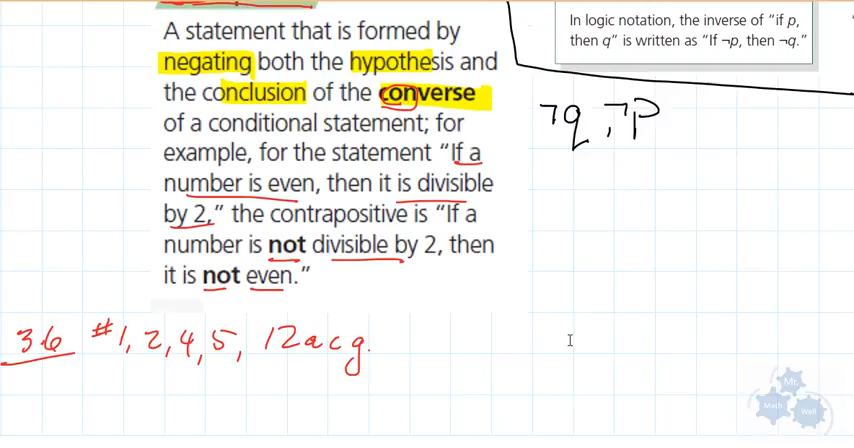 A statement that is formed by
negating both the hypothesis and
the conclusion of the converse
of a conditional statement; for
example, for the statement “If a
number is even, then it is divisible
by 2,” the contrapositive is “If a
number is not divisible by 2, then
it is not even.”
In logic notation, the inverse of “if p,
then q” is written as “If ¬p, then ¬q.”
¬q, ¬p
36 #1, 2, 4, 5, 12acg.
Mr.
Math
Wall